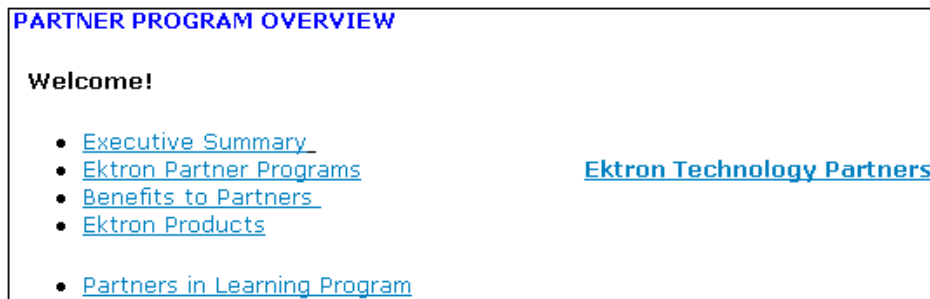 PARTNER PROGRAM OVERVIEW
Welcome!
• Executive Summary
• Ektron Partner Programs Ektron Technology Partners
• Benefits to Partners
• Ektron Products
• Partners in Learning Program